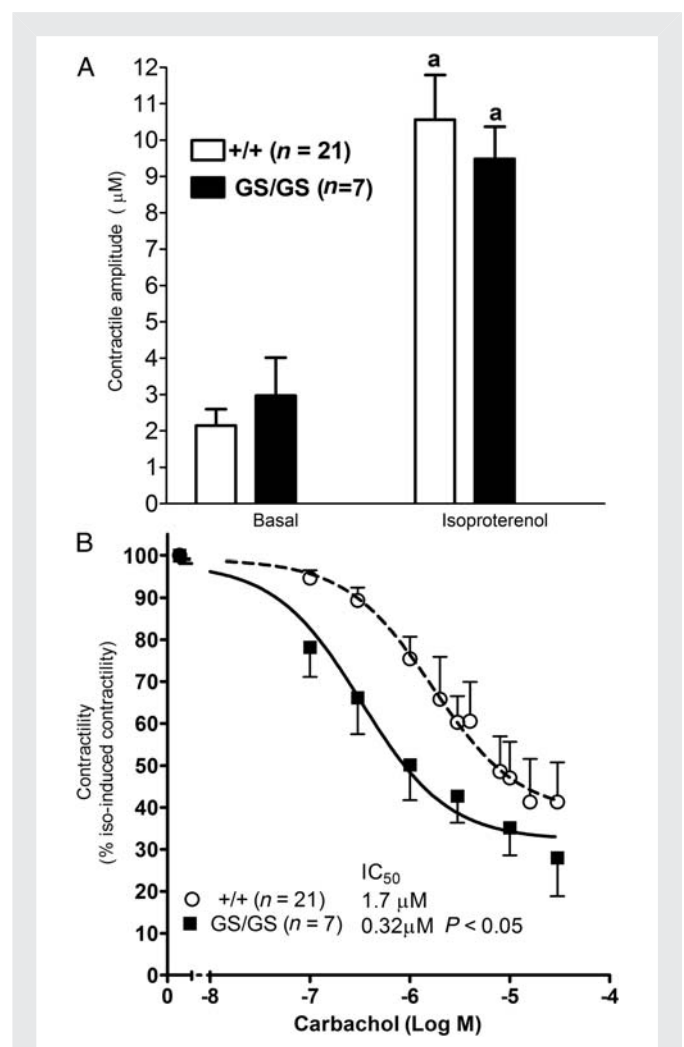 A
12
11
10
9
8
7
6
5
4
3
2
1
0
Contractile amplitude ( μM)
+/+ (n = 21)
GS/GS (n=7)
a
a
Basal
Isoproterenol
B
100
90
80
70
60
50
40
30
20
10
0
Contractility
(% iso-induced contractility)
IC50
+/+ (n = 21) 1.7 μM
GS/GS (n = 7) 0.32μM P < 0.05
0 -8 -7 -6 -5 -4
Carbachol (Log M)